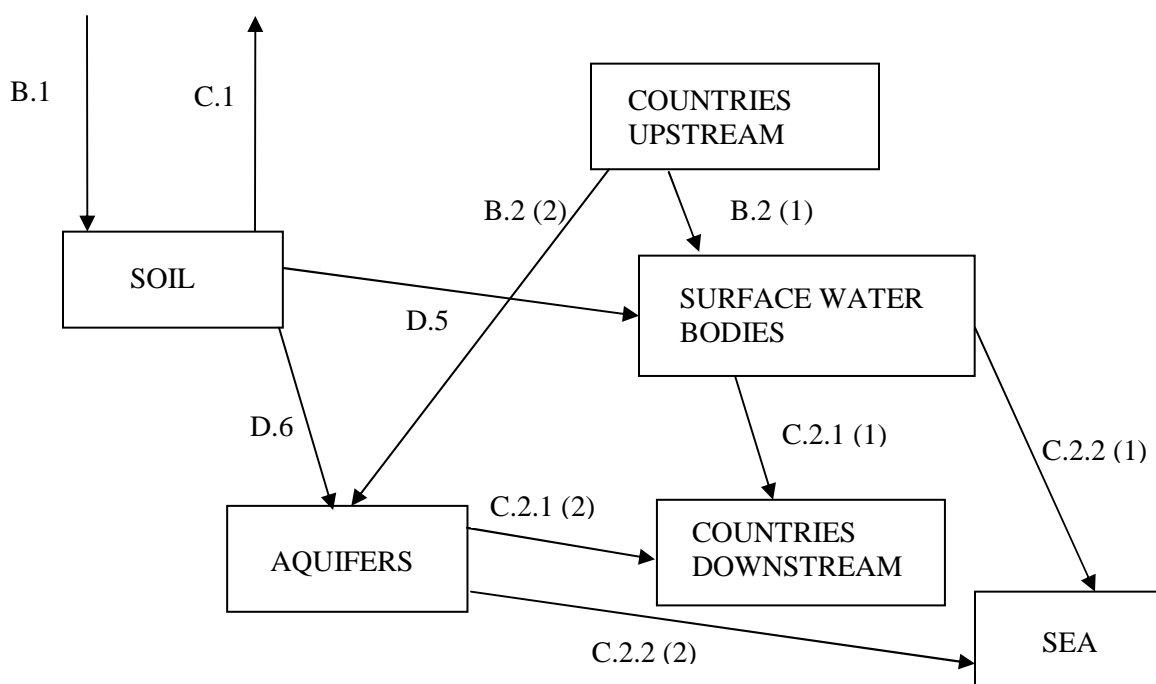 B.1
C.1
COUNTRIES
UPSTREAM
B.2 (2)
B.2 (1)
SOIL
SURFACE WATER
BODIES
D.5
D.6
C.2.1 (1)
C.2.2 (1)
C.2.1 (2)
COUNTRIES
DOWNSTREAM
AQUIFERS
C.2.2 (2)
SEA